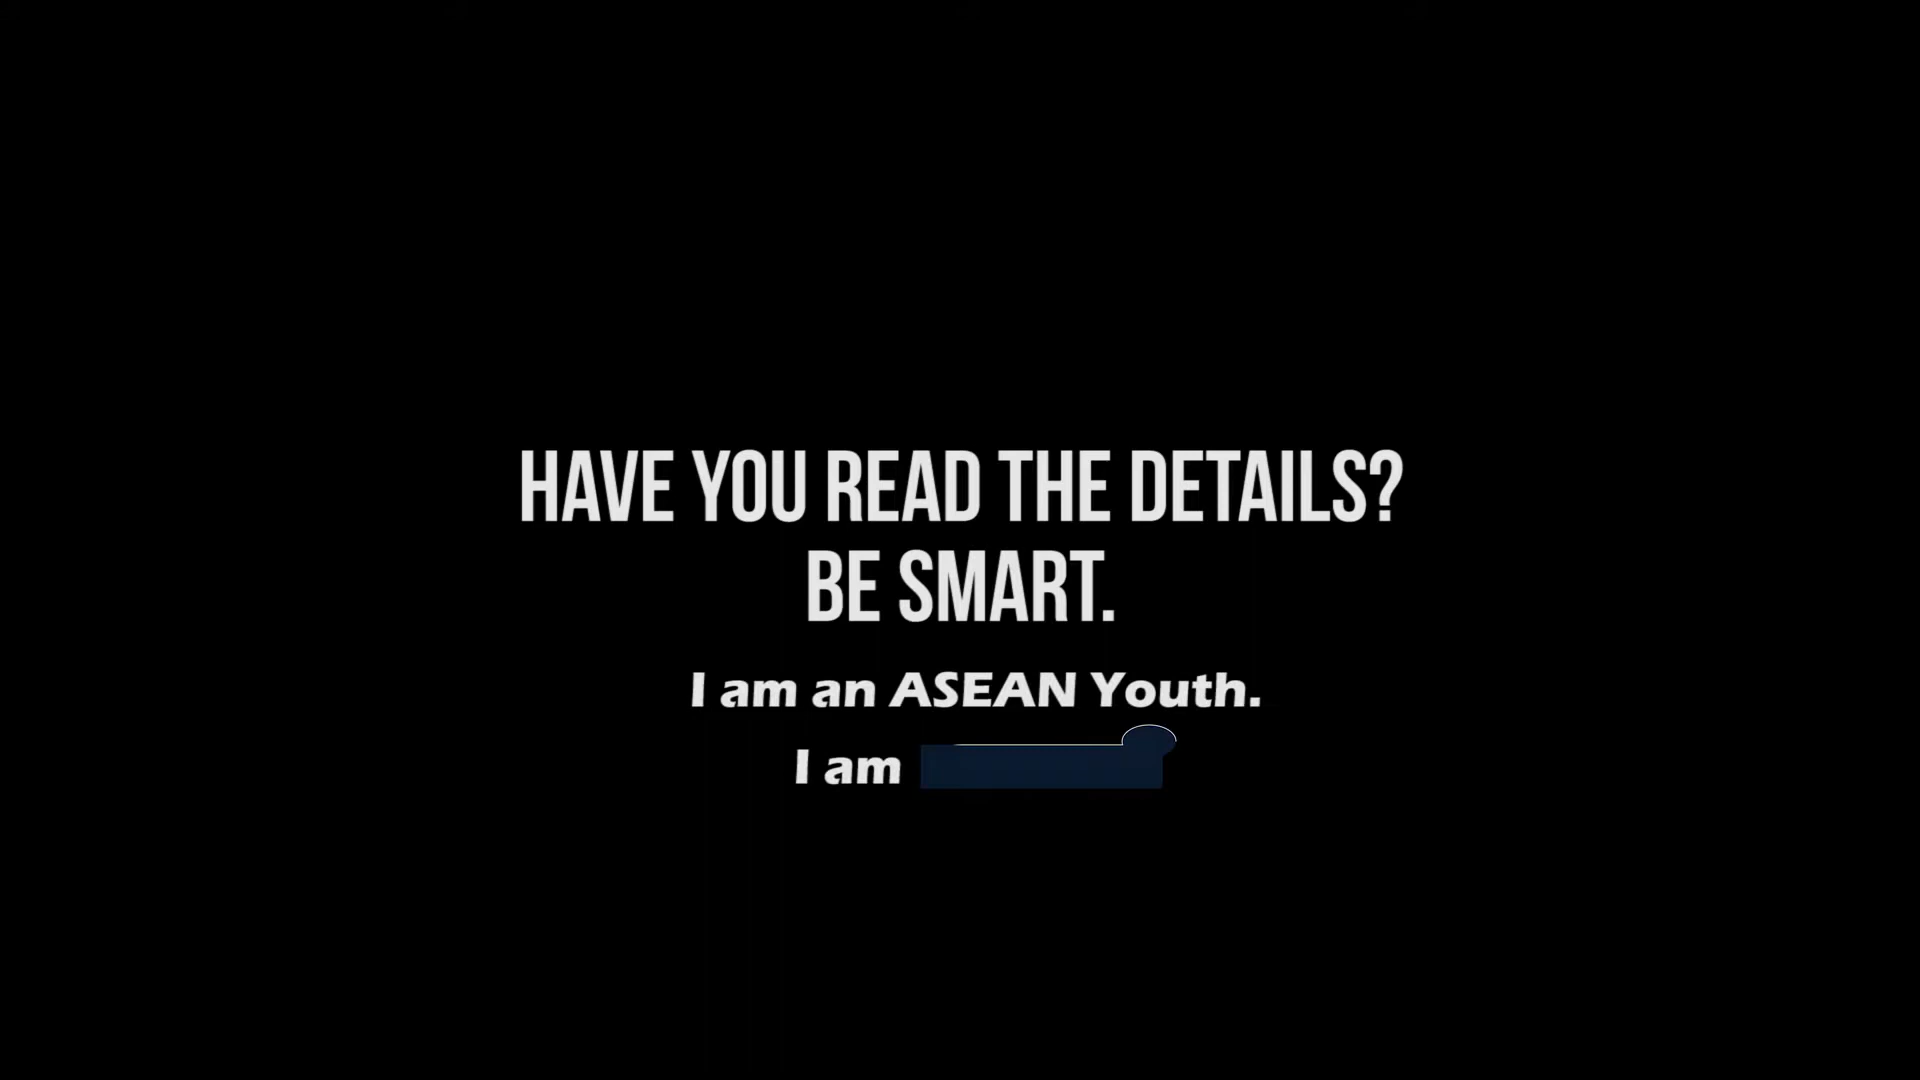 HAVE YOU READ THE DETAILS?
BE SMART.
I am an ASEAN Youth.
I am